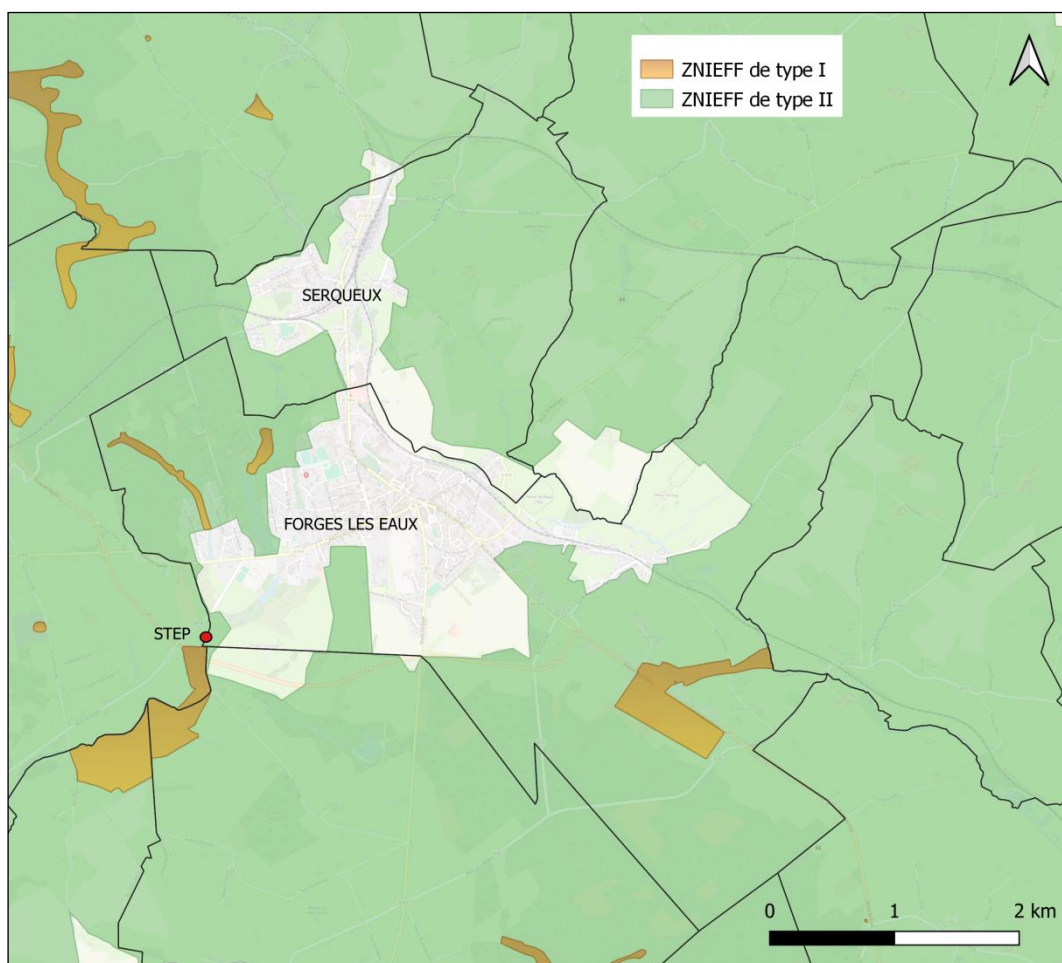 ZNIEFF de type I
ZNIEFF de type II
SERQUEUX
FORGES LES EAUX
STEP
0 1 2 km